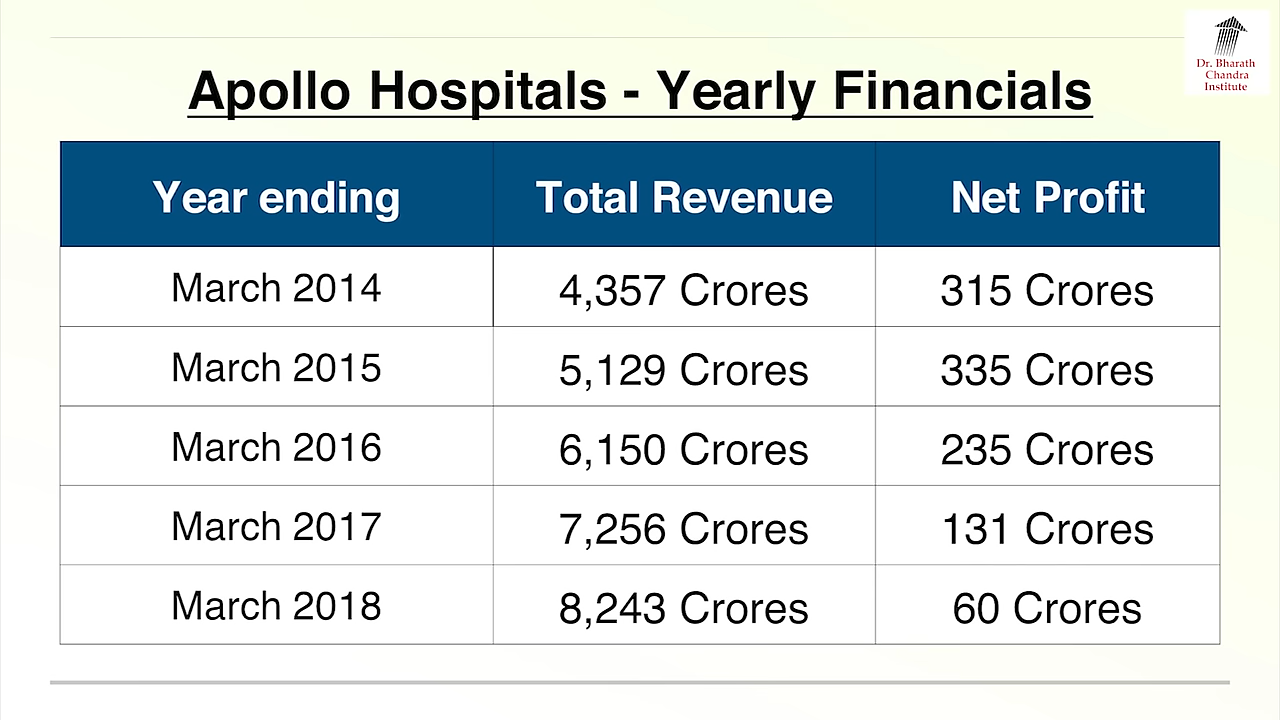 Dr. Bharath
Chandra
Institute
Apollo Hospitals - Yearly Financials
Year ending Total Revenue Net Profit
March 2014 4,357 Crores 315 Crores
March 2015 5,129 Crores 335 Crores
March 2016 6,150 Crores 235 Crores
March 2017 7,256 Crores 131 Crores
March 2018 8,243 Crores 60 Crores